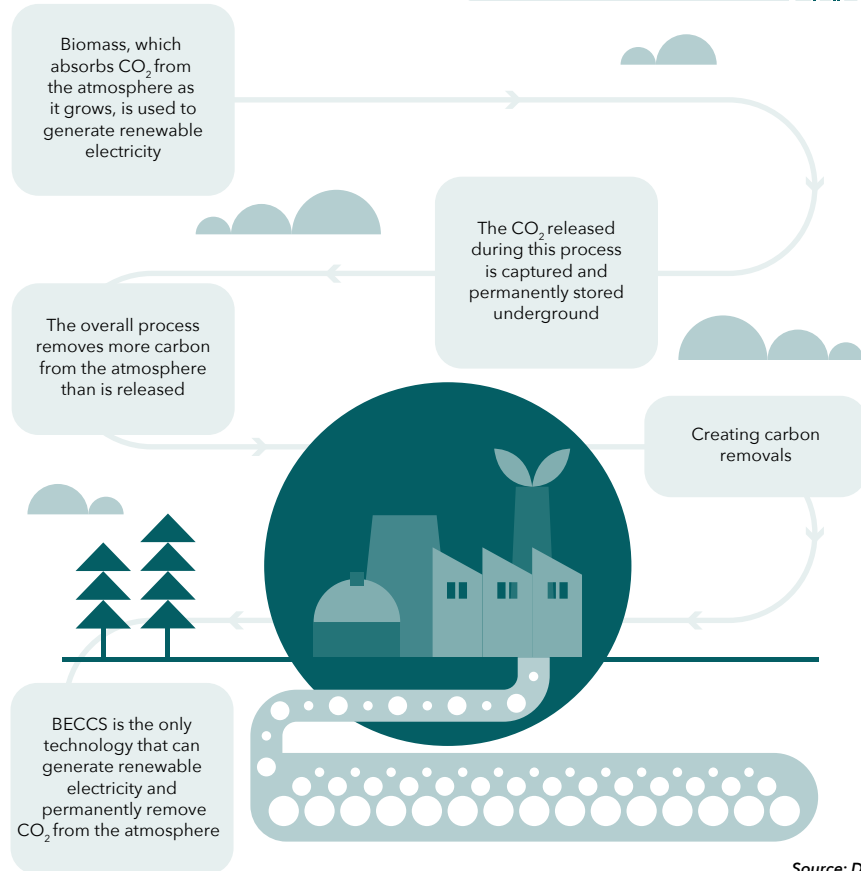 Biomass, which
absorbs CO₂ from
the atmosphere as
it grows, is used to
generate renewable
electricity
The CO₂ released
during this process
is captured and
permanently stored
underground
The overall process
removes more carbon
from the atmosphere
than is released
Creating carbon
removals
BECCS is the only
technology that can
generate renewable
electricity and
permanently remove
CO₂ from the atmosphere
Source: